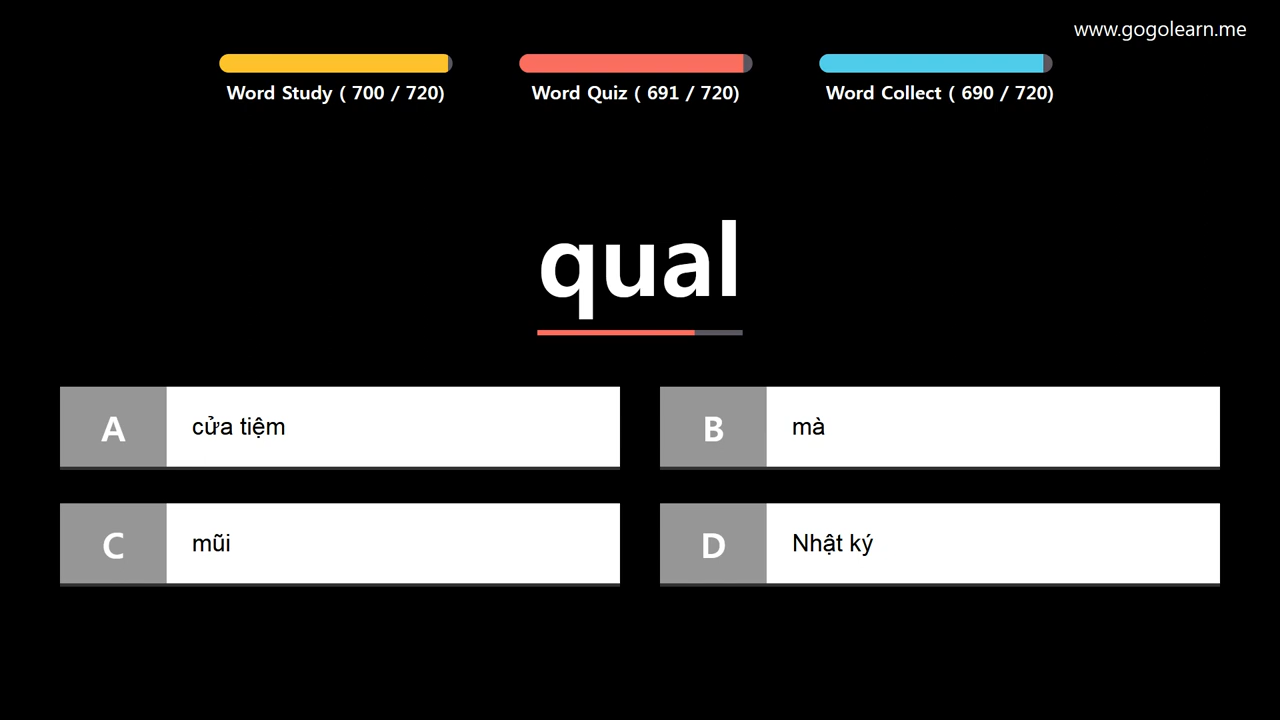 www.gogolearn.me
Word Study ( 700 / 720)
Word Quiz ( 691 / 720)
Word Collect ( 690 / 720)
qual
A cửa tiệm
B mà
C mũi
D Nhật ký